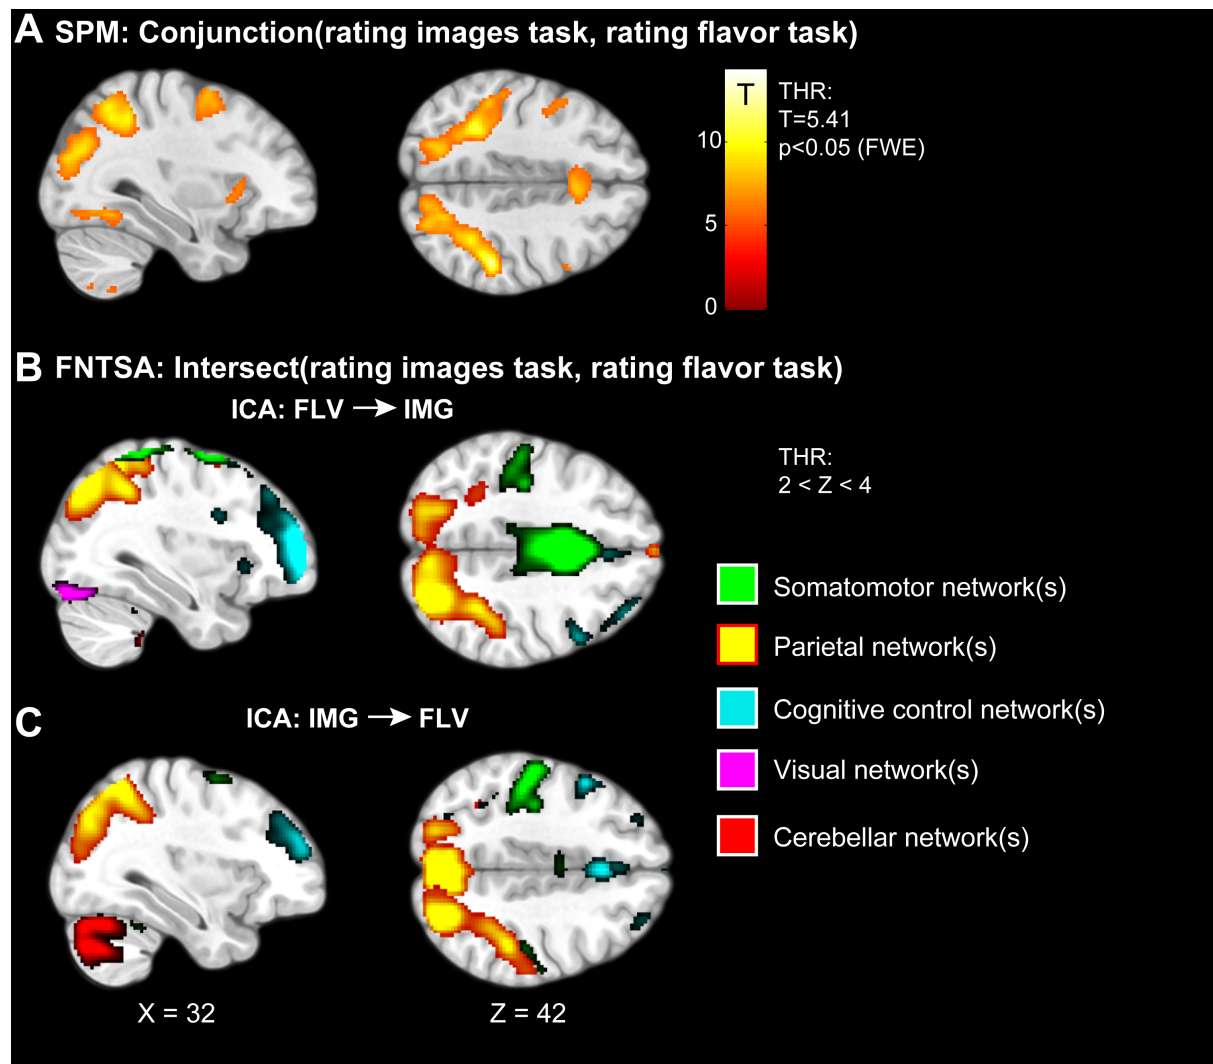 A SPM: Conjunction(rating images task, rating flavor task)
T
10
5
0
THR:
T=5.41
p<0.05 (FWE)
B FNTSA: Intersect(rating images task, rating flavor task)
ICA: FLV → IMG
THR:
2 < Z < 4
Somatomotor network(s)
Parietal network(s)
Cognitive control network(s)
Visual network(s)
Cerebellar network(s)
C ICA: IMG → FLV
X = 32
Z = 42